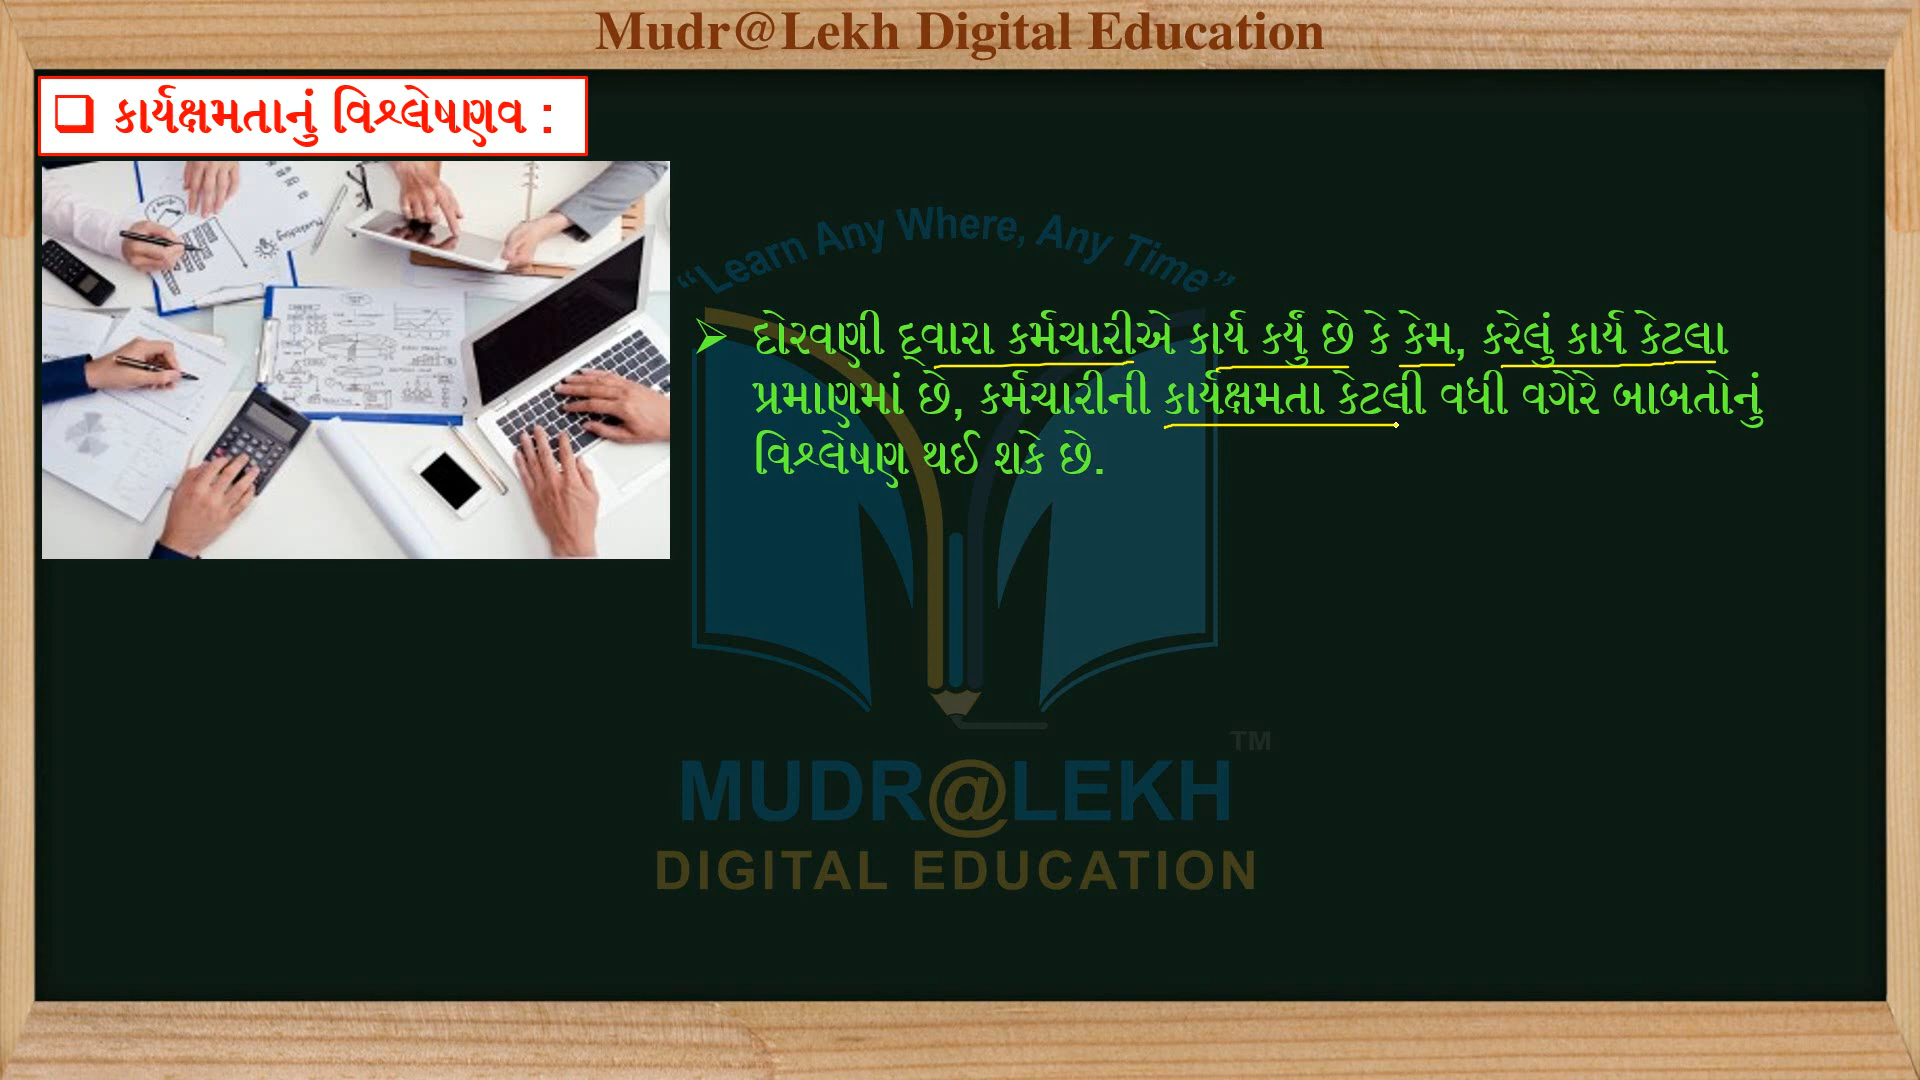 Mudr@Lekh Digital Education
કાર્યક્ષમતાનું વિશ્લેષણવ :
“Learn Any Where, Any Time”
દોરવણી દ્વારા કર્મચારીએ કાર્ય કર્યું છે કે કેમ, કરેલું કાર્ય કેટલા
પ્રમાણમાં છે, કર્મચારીની કાર્યક્ષમતા કેટલી વધી વગેરે બાબતોનું
વિશ્લેષણ થઈ શકે છે.
TM
MUDR@LEKH
DIGITAL EDUCATION